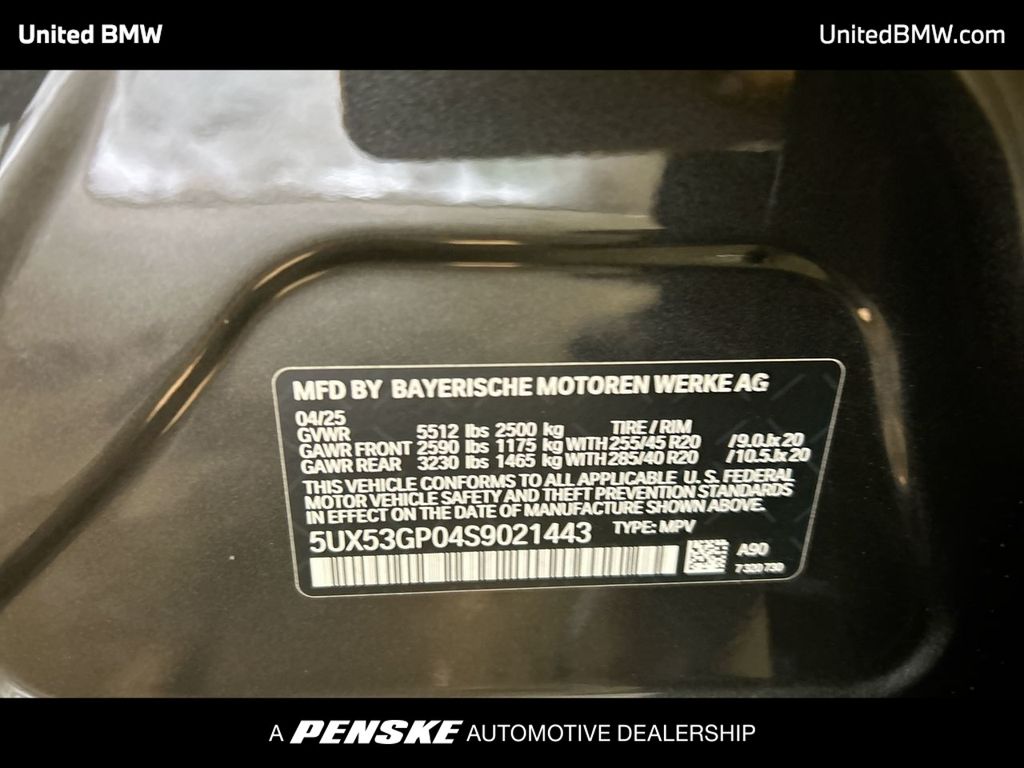 United BMW
UnitedBMW.com
MFD BY BAYERISCHE MOTOREN WERKE AG
04/25
GVWR 5512 lbs 2500 kg TIRE / RIM
GAWR FRONT 2590 lbs 1175 kg WITH 255/45 R20 /9.0Jx20
GAWR REAR 3230 lbs 1465 kg WITH 285/40 R20 /10.5Jx20
THIS VEHICLE CONFORMS TO ALL APPLICABLE U. S. FEDERAL
MOTOR VEHICLE SAFETY AND THEFT PREVENTION STANDARDS
IN EFFECT ON THE DATE OF MANUFACTURE SHOWN ABOVE.
5UX53GP04S9021443 TYPE: MPV
A90
7 320 730
A PENSKE AUTOMOTIVE DEALERSHIP